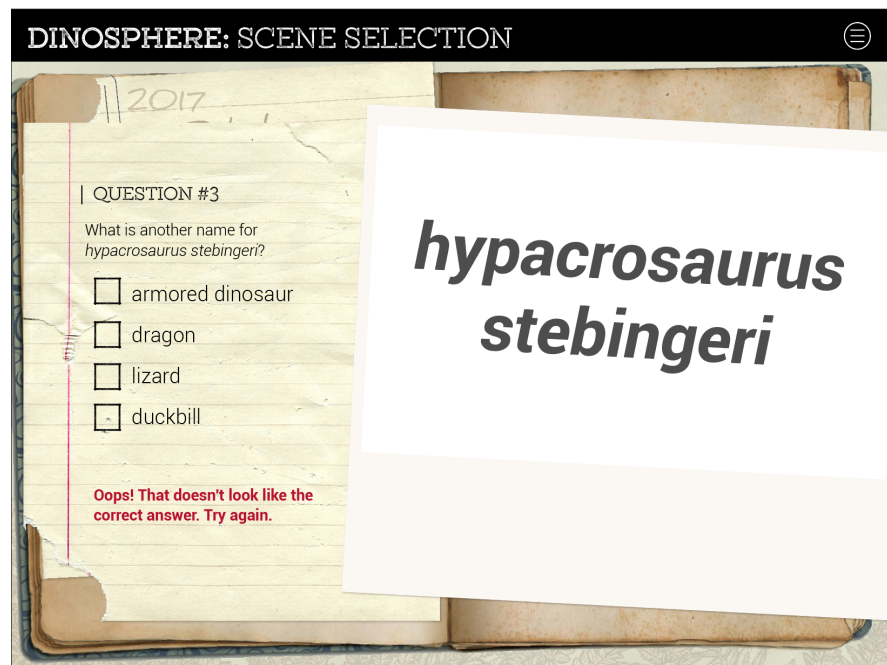 DINOSPHERE: SCENE SELECTION
2017
QUESTION #3
What is another name for
hypacrosaurus stebingeri?
armored dinosaur
dragon
lizard
duckbill
Oops! That doesn't look like the
correct answer. Try again.
hypacrosaurus
stebingeri